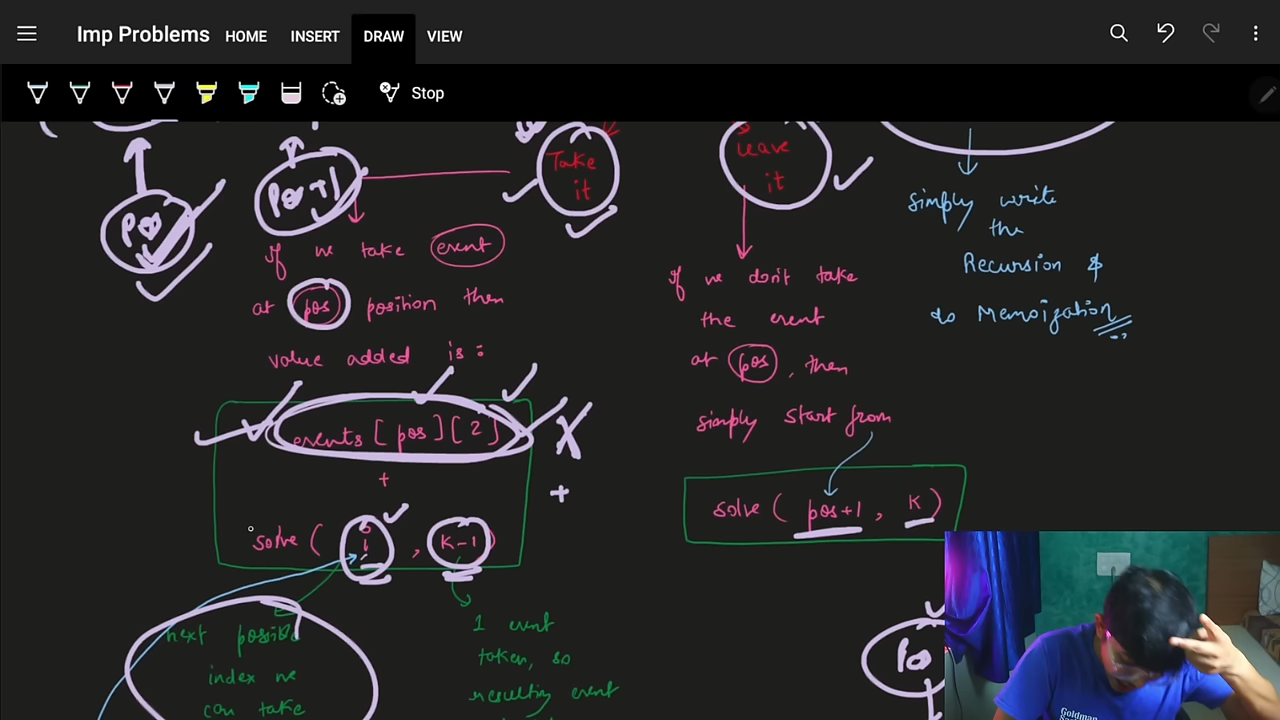 Imp Problems HOME INSERT DRAW VIEW
Stop
Pos
Pos+1
Take
it
Leave
it
if we take event
at pos position then
value added is :
events [ pos ] [ 2 ]
+
solve ( i , K-1 )
X
+
next possible
index we
can take
1 event
taken, so
resulting event
if we don't take
the event
at pos , then
simply start from
solve ( pos+1 , K )
simply write
the
Recursion &
do Memoization
Pos
Goldman